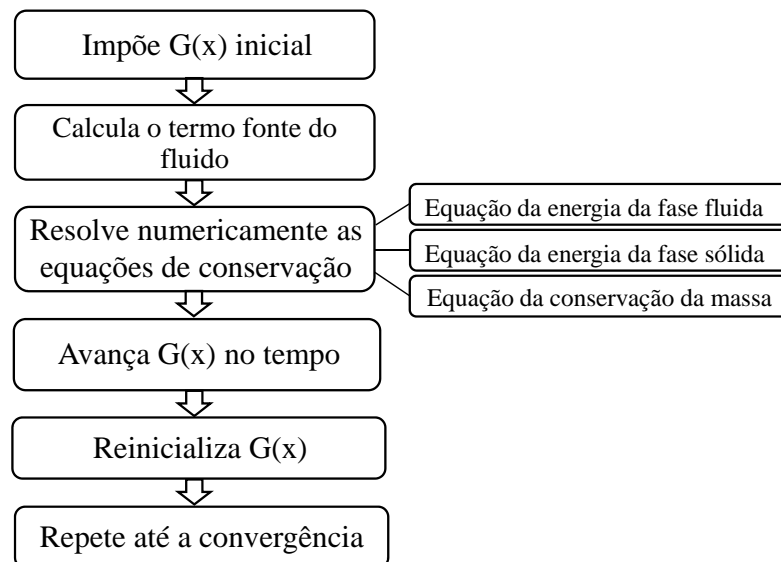 Impõe G(x) inicial
Calcula o termo fonte do
fluido
Resolve numericamente as
equações de conservação
Equação da energia da fase fluida
Equação da energia da fase sólida
Equação da conservação da massa
Avança G(x) no tempo
Reinicializa G(x)
Repete até a convergência